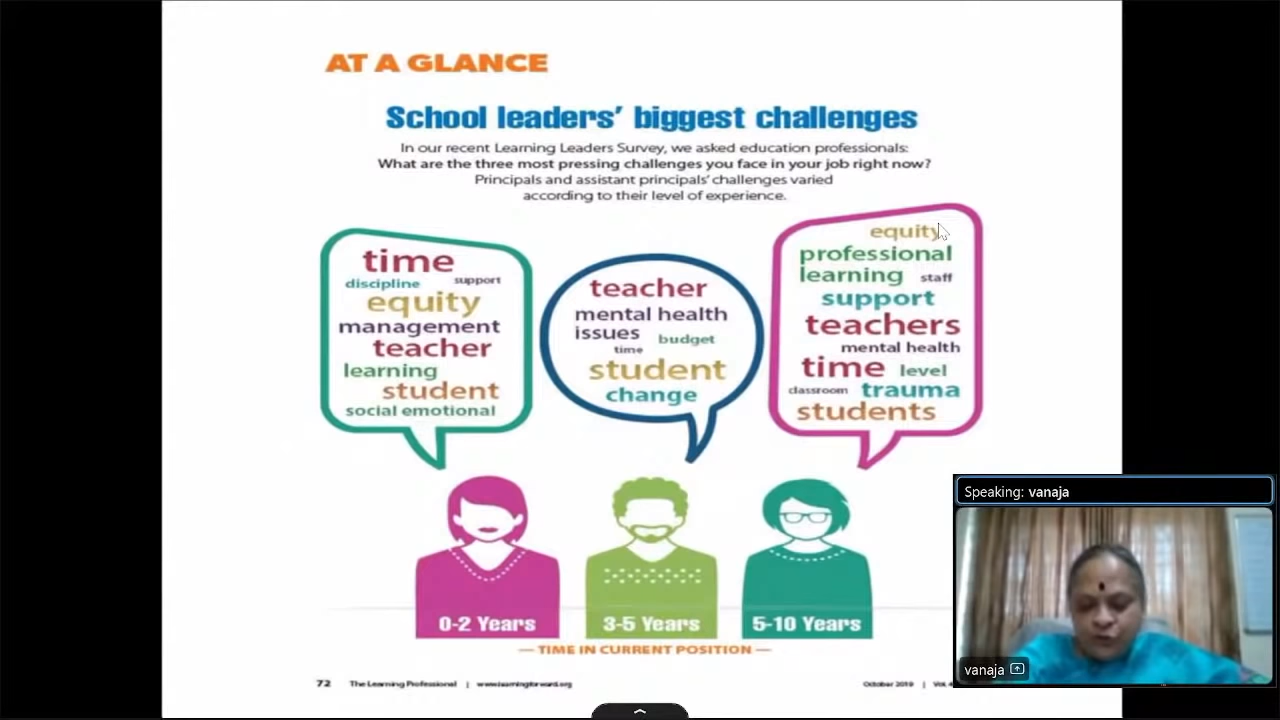 AT A GLANCE
School leaders' biggest challenges
In our recent Learning Leaders Survey, we asked education professionals:
What are the three most pressing challenges you face in your job right now?
Principals and assistant principals' challenges varied
according to their level of experience.
time
discipline support
equity
management
teacher
learning
student
social emotional
teacher
mental health
issues budget
time
student
change
equity
professional
learning staff
support
teachers
mental health
time level
classroom trauma
students
0-2 Years
3-5 Years
5-10 Years
— TIME IN CURRENT POSITION —
72 The Learning Professional | www.learningforward.org
October 2019 | Vol.
Speaking: vanaja
vanaja